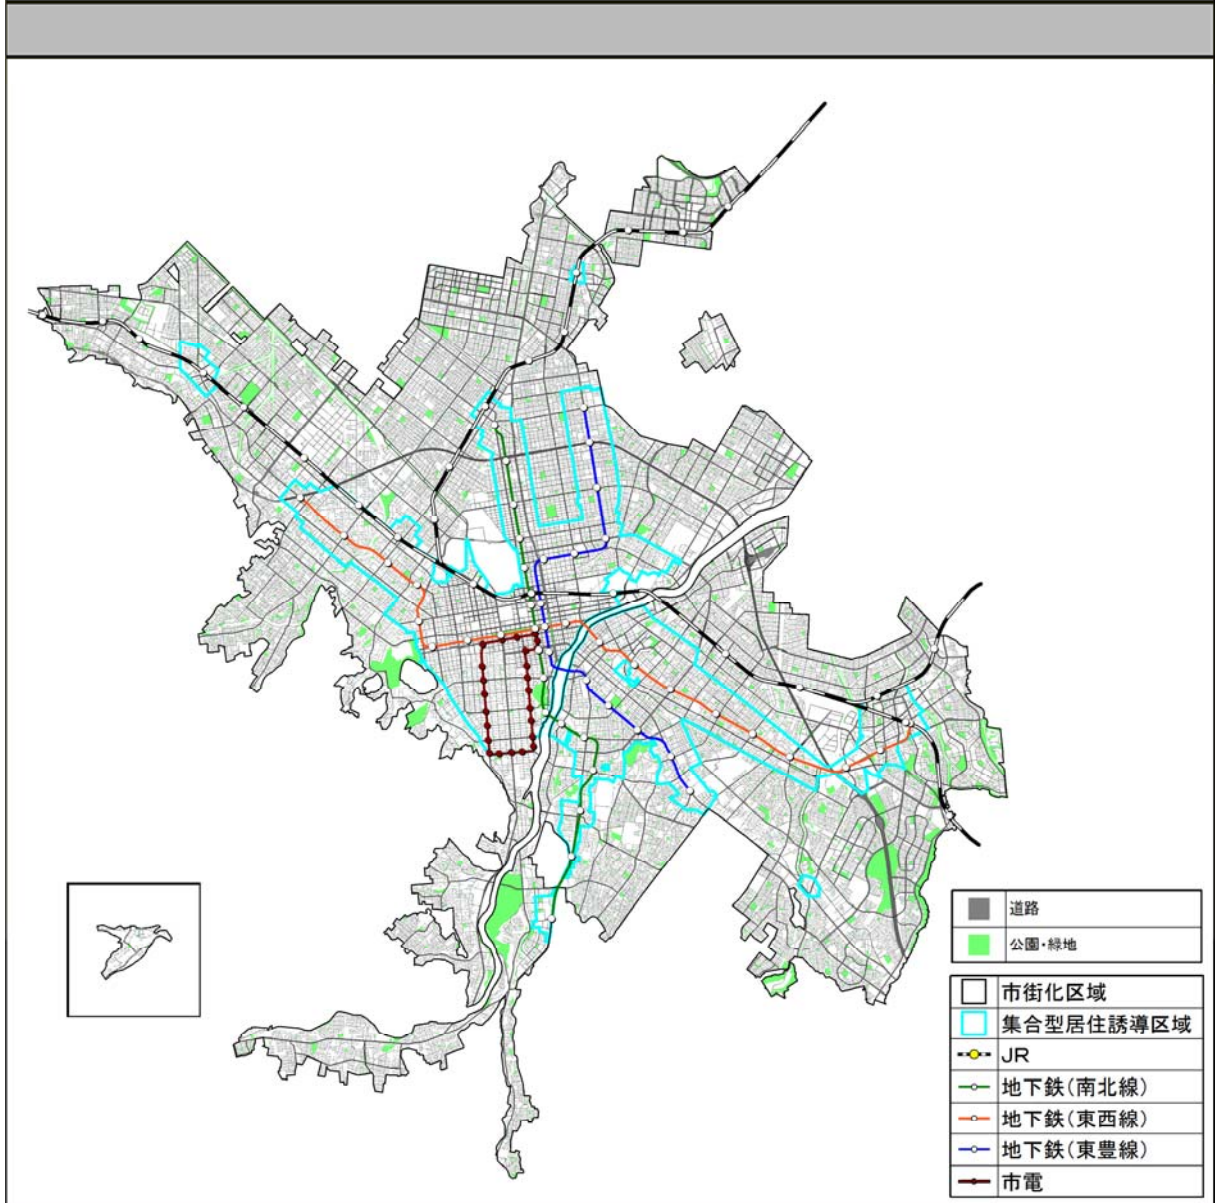 道路
公園・緑地
市街化区域
集合型居住誘導区域
JR
地下鉄(南北線)
地下鉄(東西線)
地下鉄(東豊線)
市電